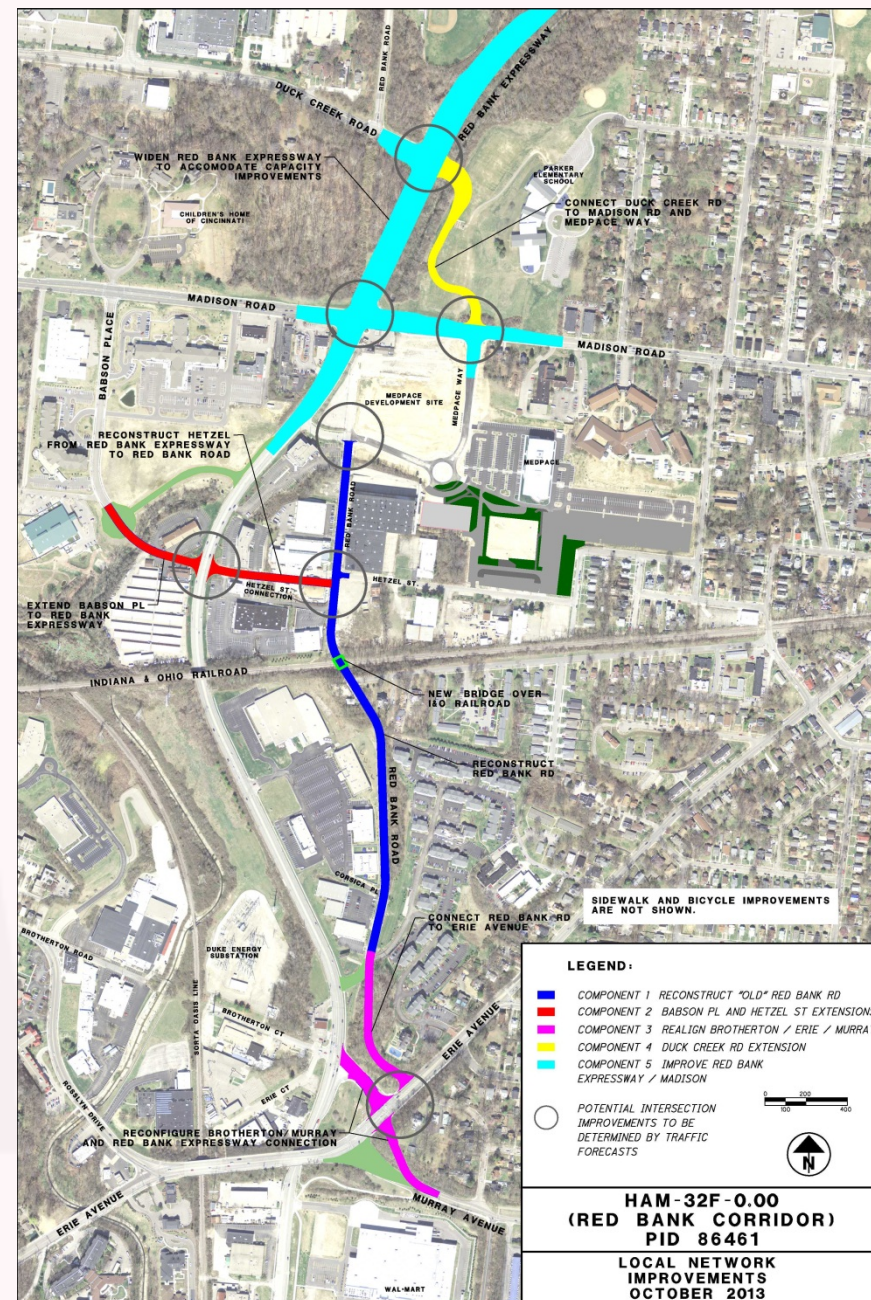 RED BANK ROAD
RED BANK EXPRESSWAY
DUCK CREEK ROAD
WIDEN RED BANK EXPRESSWAY
TO ACCOMODATE CAPACITY
IMPROVEMENTS
PARKER
ELEMENTARY
SCHOOL
CHILDREN'S HOME
OF CINCINNATI
CONNECT DUCK CREEK RD
TO MADISON RD AND
MEDPACE WAY
MADISON ROAD
BABSON PLACE
MADISON ROAD
MEDPACE
DEVELOPMENT SITE
MEDPACE WAY
RECONSTRUCT HETZEL
FROM RED BANK EXPRESSWAY
TO RED BANK ROAD
MEDPACE
RED BANK ROAD
HETZEL ST.
HETZEL ST.
CONNECTION
EXTEND BABSON PL
TO RED BANK
EXPRESSWAY
INDIANA & OHIO RAILROAD
NEW BRIDGE OVER
I&O RAILROAD
RECONSTRUCT
RED BANK RD
RED BANK ROAD
CORSICA PL
SIDEWALK AND BICYCLE IMPROVEMENTS
ARE NOT SHOWN.
CONNECT RED BANK RD
TO ERIE AVENUE
BROTHERTON ROAD
DUKE ENERGY
SUBSTATION
SORTA OASIS LINE
BROTHERTON CT
ERIE AVENUE
ERIE CT
ROSSLYN DRIVE
RECONFIGURE BROTHERTON/MURRAY
AND RED BANK EXPRESSWAY CONNECTION
ERIE AVENUE
MURRAY AVENUE
WAL-MART
LEGEND:
COMPONENT 1 RECONSTRUCT "OLD" RED BANK RD
COMPONENT 2 BABSON PL AND HETZEL ST EXTENSIONS
COMPONENT 3 REALIGN BROTHERTON / ERIE / MURRA
COMPONENT 4 DUCK CREEK RD EXTENSION
COMPONENT 5 IMPROVE RED BANK
EXPRESSWAY / MADISON
POTENTIAL INTERSECTION
IMPROVEMENTS TO BE
DETERMINED BY TRAFFIC
FORECASTS
0 200
100 400
N
HAM-32F-0.00
(RED BANK CORRIDOR)
PID 86461
LOCAL NETWORK
IMPROVEMENTS
OCTOBER 2013